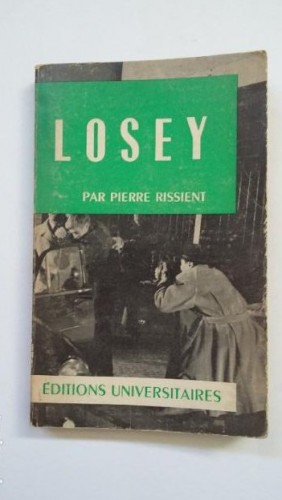 LOSEY
PAR PIERRE RISSIENT
ÉDITIONS UNIVERSITAIRES